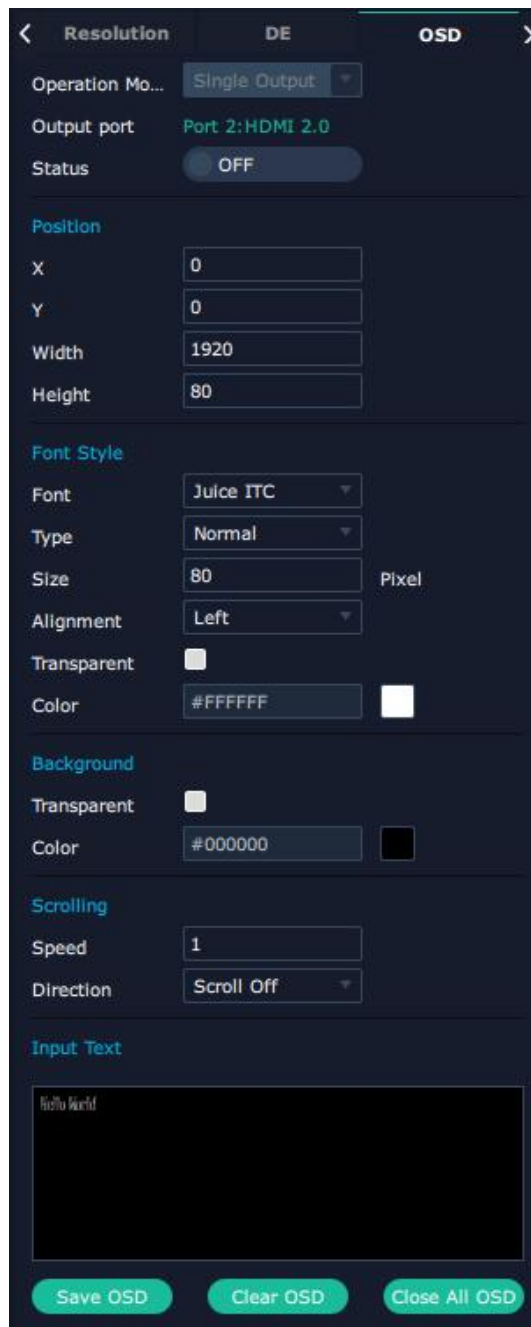 Resolution DE OSD
Operation Mo... Single Output
Output port Port 2:HDMI 2.0
Status OFF
Position
X 0
Y 0
Width 1920
Height 80
Font Style
Font Juice ITC
Type Normal
Size 80 Pixel
Alignment Left
Transparent
Color #FFFFFF
Background
Transparent
Color #000000
Scrolling
Speed 1
Direction Scroll Off
Input Text
Hello World
Save OSD Clear OSD Close All OSD